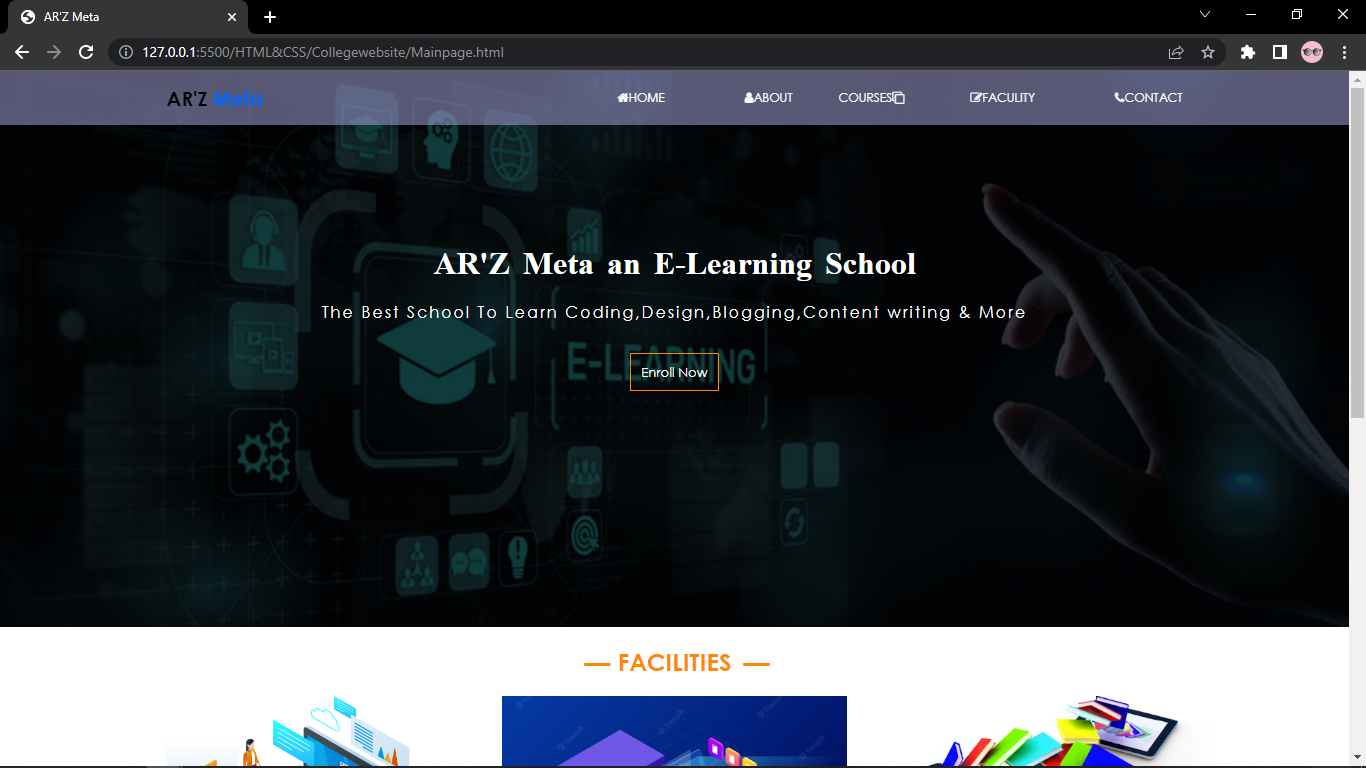 AR'Z Meta
127.0.0.1:5500/HTML&CSS/Collegewebsite/Mainpage.html
AR'Z Meta HOME ABOUT COURSES FACULITY CONTACT
AR'Z Meta an E-Learning School
The Best School To Learn Coding,Design,Blogging,Content writing & More
E-LEARNING
Enroll Now
— FACILITIES —